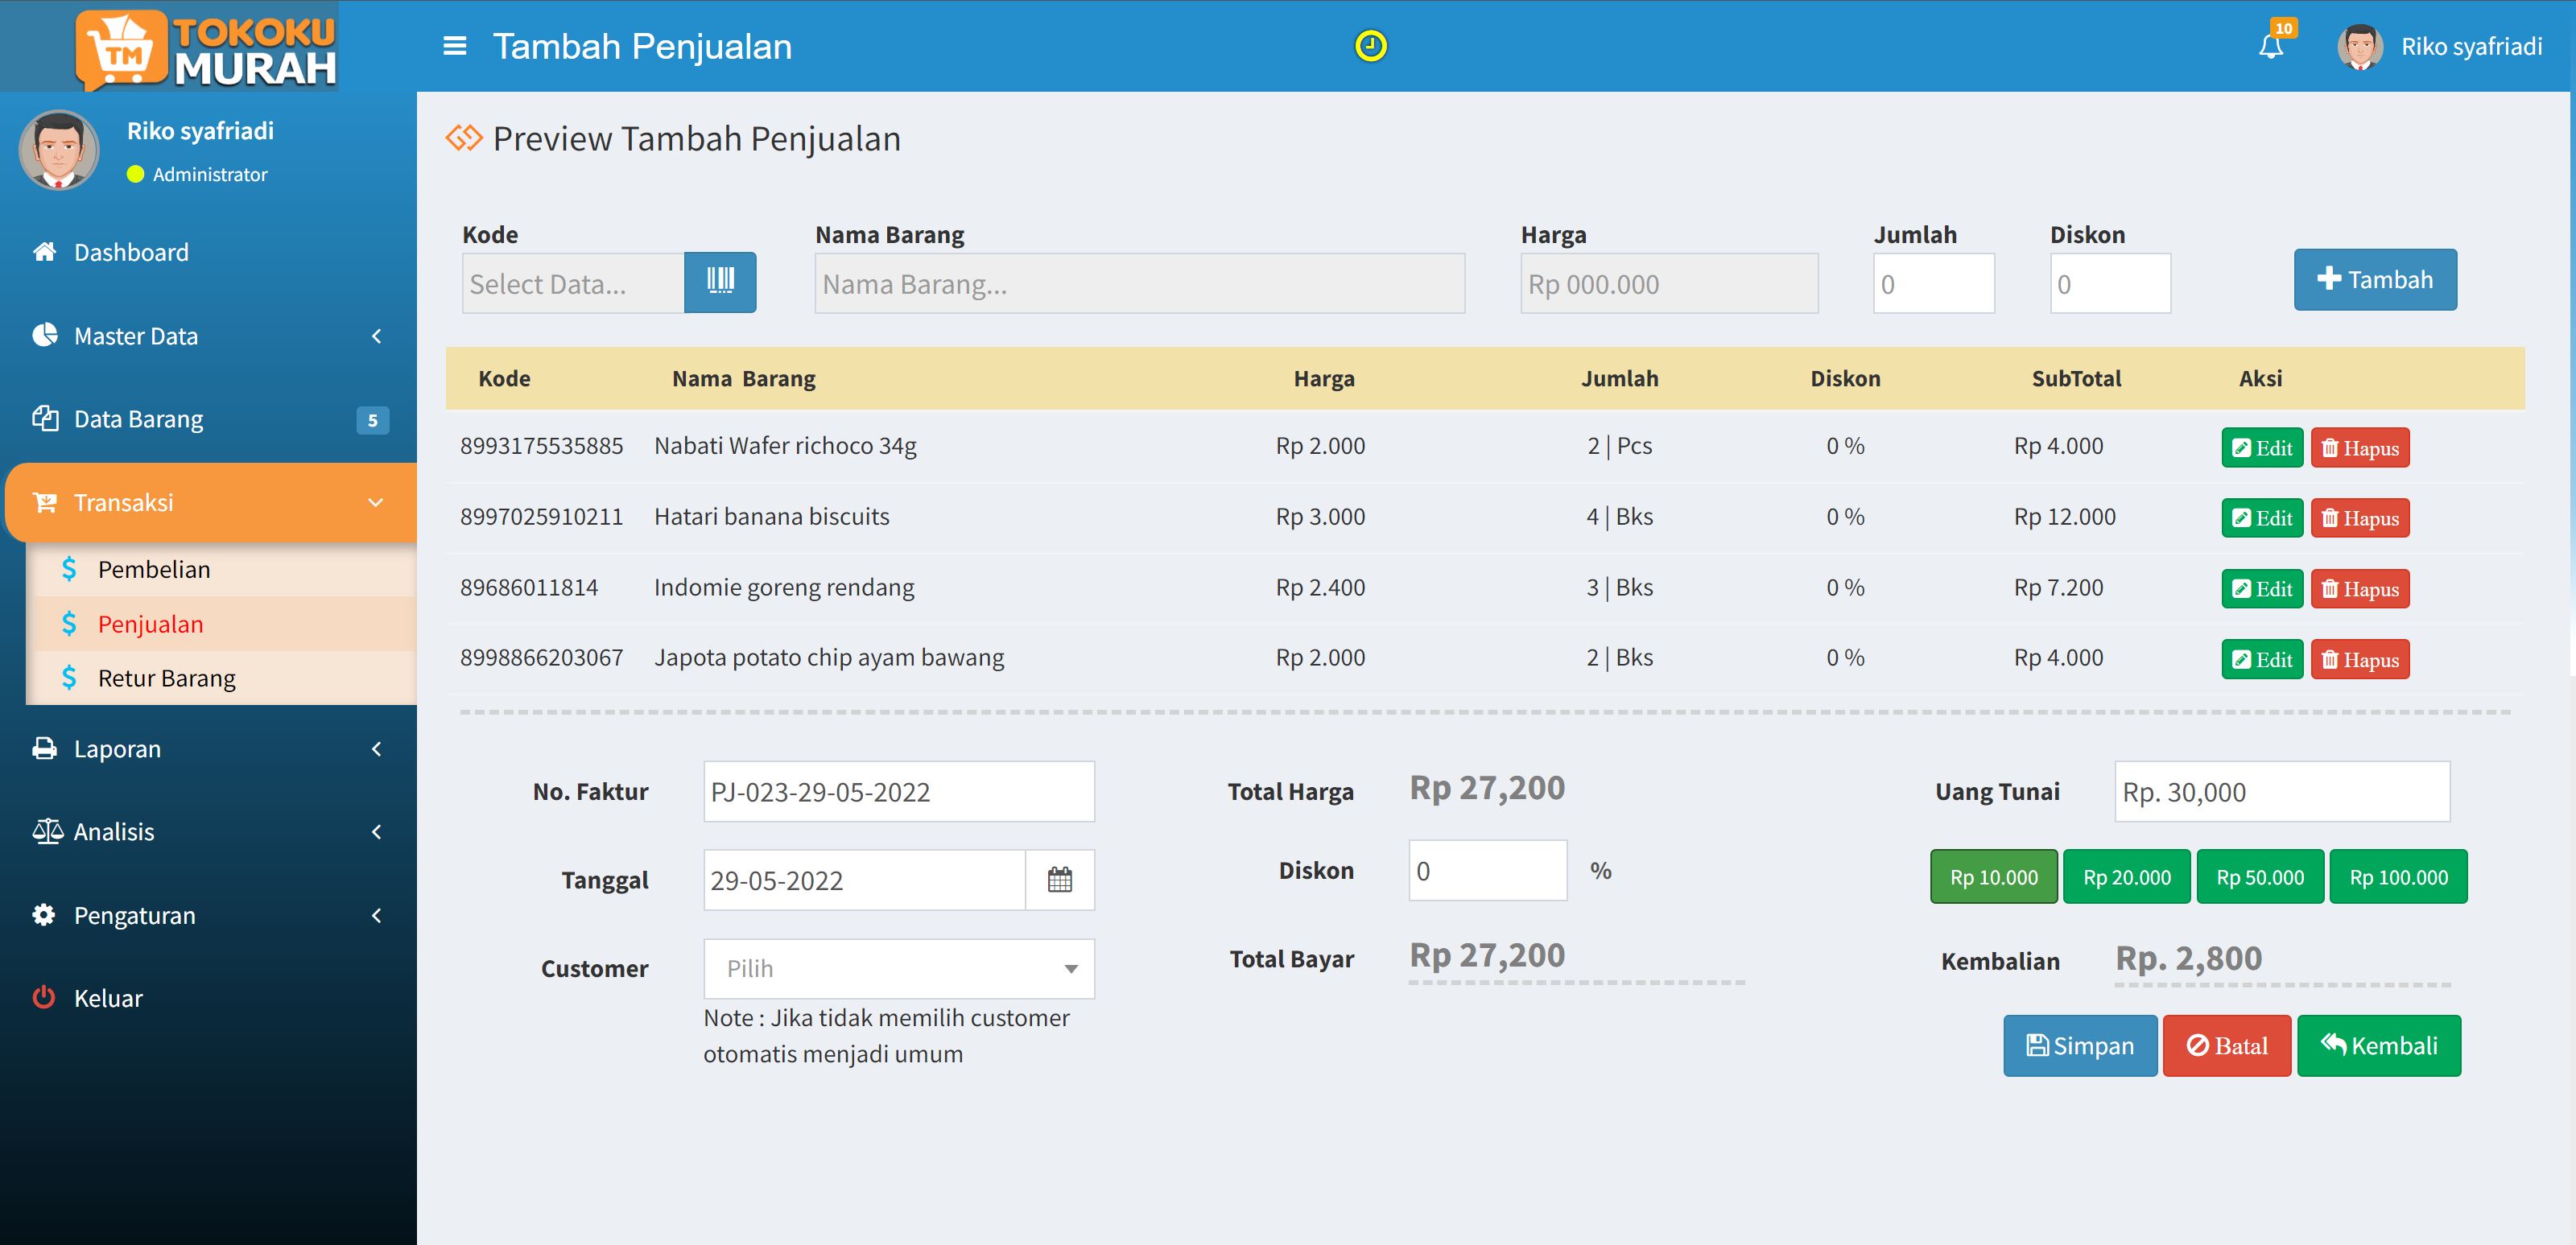 TM TOKOKU MURAH
Tambah Penjualan
10
Riko syafriadi
Riko syafriadi
Administrator
Dashboard
Master Data
Data Barang 5
Transaksi
Pembelian
Penjualan
Retur Barang
Laporan
Analisis
Pengaturan
Keluar
Preview Tambah Penjualan
Kode Nama Barang Harga Jumlah Diskon
Select Data... Nama Barang... Rp 000.000 0 0 Tambah
Kode Nama Barang Harga Jumlah Diskon SubTotal Aksi
8993175535885 Nabati Wafer richoco 34g Rp 2.000 2 | Pcs 0 % Rp 4.000 Edit Hapus
8997025910211 Hatari banana biscuits Rp 3.000 4 | Bks 0 % Rp 12.000 Edit Hapus
89686011814 Indomie goreng rendang Rp 2.400 3 | Bks 0 % Rp 7.200 Edit Hapus
8998866203067 Japota potato chip ayam bawang Rp 2.000 2 | Bks 0 % Rp 4.000 Edit Hapus
No. Faktur PJ-023-29-05-2022
Tanggal 29-05-2022
Customer Pilih
Note : Jika tidak memilih customer
otomatis menjadi umum
Total Harga Rp 27,200
Diskon 0 %
Total Bayar Rp 27,200
Uang Tunai Rp. 30,000
Rp 10.000 Rp 20.000 Rp 50.000 Rp 100.000
Kembalian Rp. 2,800
Simpan Batal Kembali